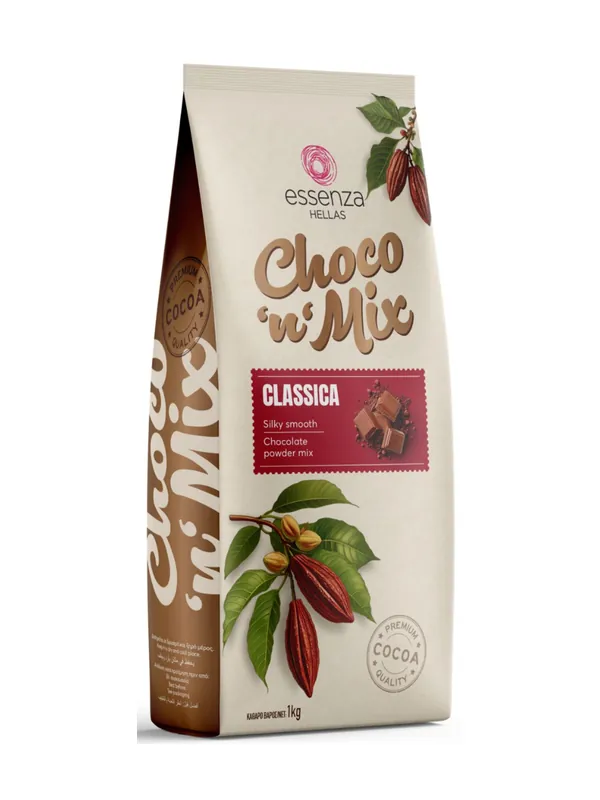 essenza
HELLAS
Choco
'n' Mix
CLASSICA
Silky smooth
Chocolate
powder mix
PREMIUM
COCOA
QUALITY
ΚΑΘΑΡΟ ΒΑΡΟΣ/NET: 1kg
PREMIUM
COCOA
QUALITY
Choco
'n' Mix